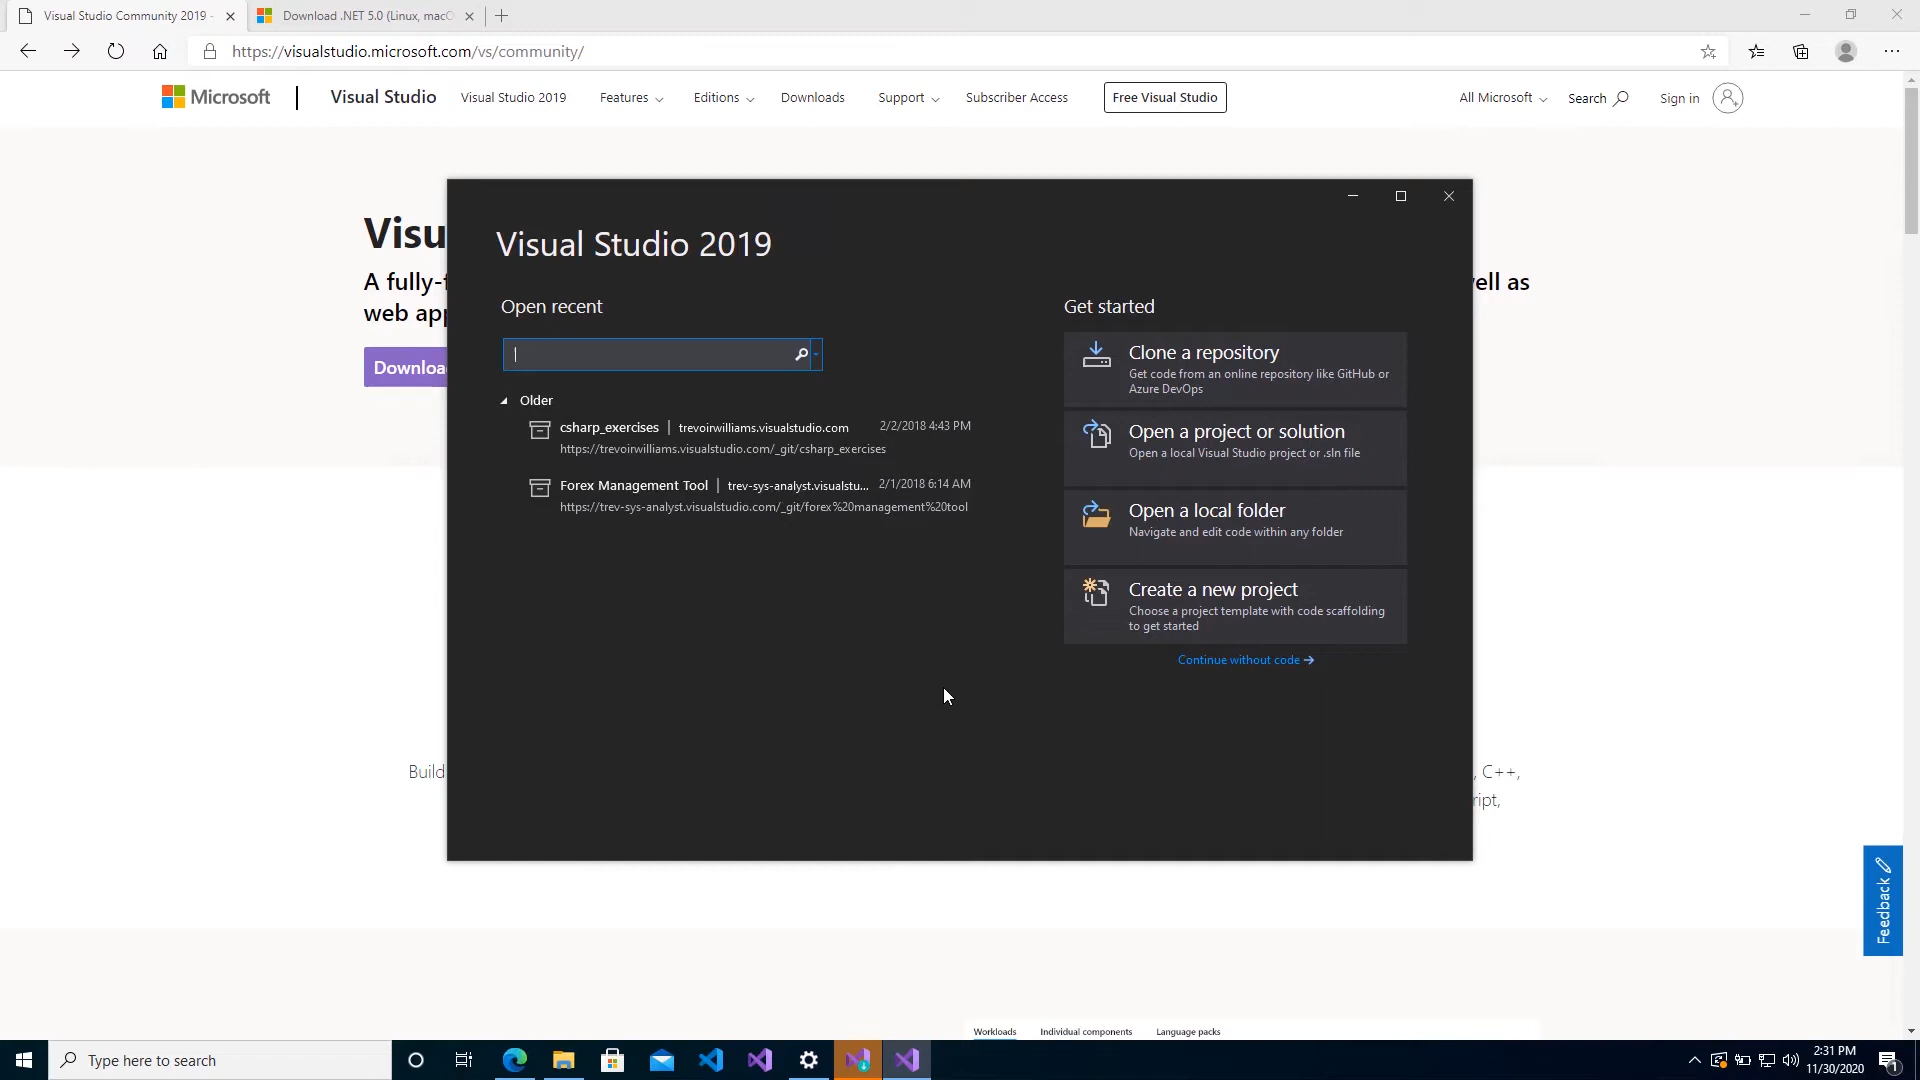 Visual Studio Community 2019 -
Download .NET 5.0 (Linux, macO
https://visualstudio.microsoft.com/vs/community/
Microsoft
Visual Studio
Visual Studio 2019
Features
Editions
Downloads
Support
Subscriber Access
Free Visual Studio
All Microsoft
Search
Sign in
Visu
A fully-f
web app
Downloa
ell as
Build
, C++,
ript,
Visual Studio 2019
Open recent
Older
csharp_exercises | trevoirwilliams.visualstudio.com 2/2/2018 4:43 PM
https://trevoirwilliams.visualstudio.com/_git/csharp_exercises
Forex Management Tool | trev-sys-analyst.visualstu... 2/1/2018 6:14 AM
https://trev-sys-analyst.visualstudio.com/_git/forex%20management%20tool
Get started
Clone a repository
Get code from an online repository like GitHub or
Azure DevOps
Open a project or solution
Open a local Visual Studio project or .sln file
Open a local folder
Navigate and edit code within any folder
Create a new project
Choose a project template with code scaffolding
to get started
Continue without code →
Feedback
Workloads
Individual components
Language packs
Type here to search
2:31 PM
11/30/2020
1